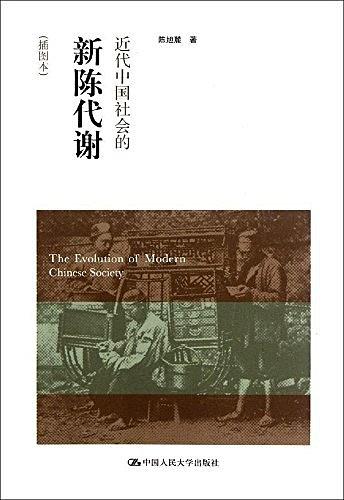 陈旭麓 著
近代中国社会的
新陈代谢
(插图本)
The Evolution of Modern
Chinese Society
中国人民大学出版社